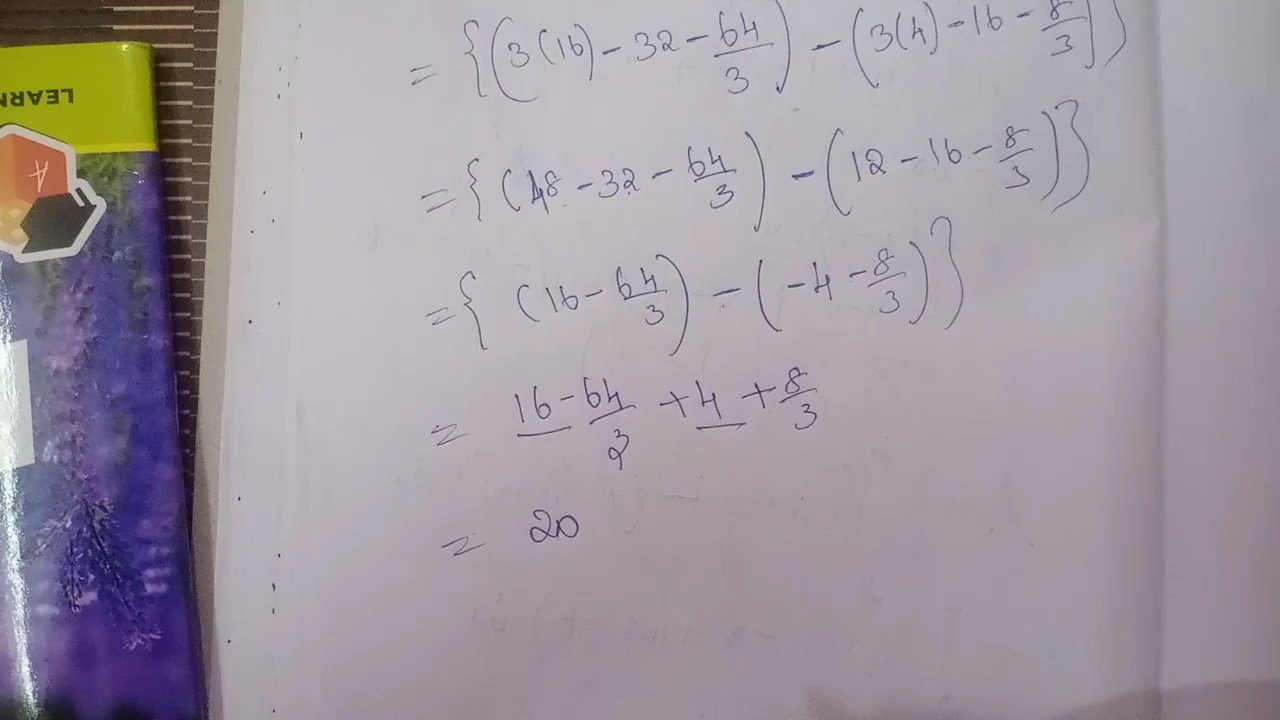 LEARN
A
= {(3(16) - 32 - 64/3) - (3(4) - 16 - 8/3)}
= {(48 - 32 - 64/3) - (12 - 16 - 8/3)}
= {(16 - 64/3) - (-4 - 8/3)}
= 16 - 64/3 + 4 + 8/3
= 20